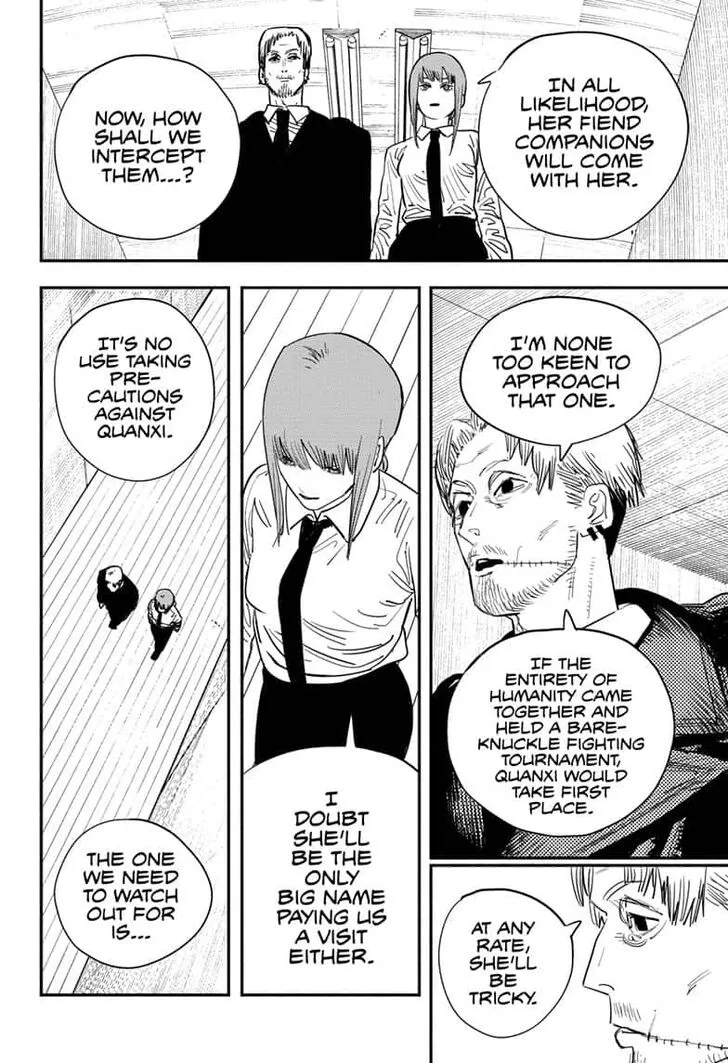 IN ALL
LIKELIHOOD,
HER FIEND
COMPANIONS
WILL COME
WITH HER.
NOW, HOW
SHALL WE
INTERCEPT
THEM...?
I'M NONE
TOO KEEN TO
APPROACH
THAT ONE.
IF THE
ENTIRETY OF
HUMANITY CAME
TOGETHER AND
HELD A BARE-
KNUCKLE FIGHTING
TOURNAMENT,
QUANXI WOULD
TAKE FIRST
PLACE.
AT ANY
RATE,
SHE'LL
BE
TRICKY.
I
DOUBT
SHE'LL
BE THE
ONLY
BIG NAME
PAYING US
A VISIT
EITHER.
IT'S NO
USE TAKING
PRE-
CAUTIONS
AGAINST
QUANXI.
THE ONE
WE NEED
TO WATCH
OUT FOR
IS...